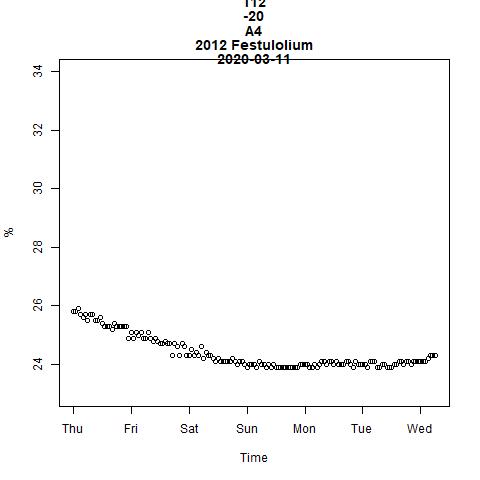 T12
-20
A4
2012 Festulolium
2020-03-11
34
32
30
28
26
24
%
Thu Fri Sat Sun Mon Tue Wed
Time